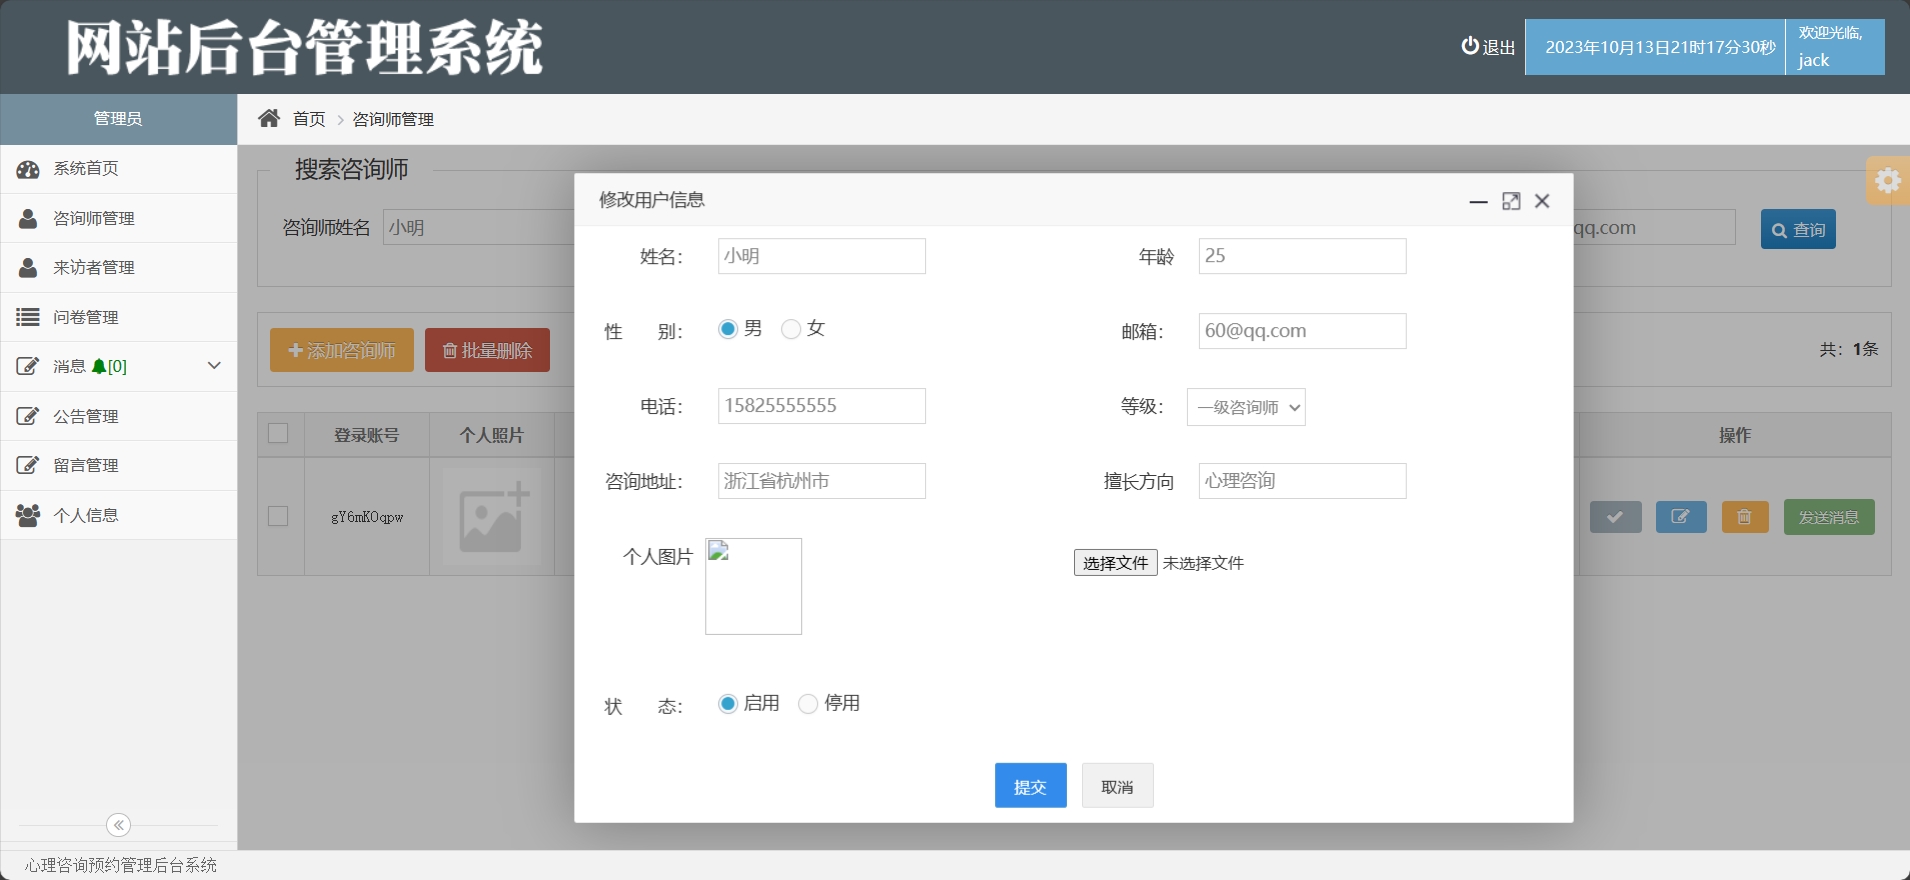 网站后台管理系统
退出
2023年10月13日21时17分30秒
欢迎光临,
jack
管理员
首页 > 咨询师管理
系统首页
咨询师管理
来访者管理
问卷管理
消息 [0]
公告管理
留言管理
个人信息
搜索咨询师
咨询师姓名 小明
qq.com
查询
添加咨询师
批量删除
共：1条
登录账号
个人照片
操作
gY6mKOqpw
发送消息
修改用户信息
姓名： 小明
年龄 25
性 别： 男 女
邮箱： 60@qq.com
电话： 15825555555
等级： 一级咨询师
咨询地址： 浙江省杭州市
擅长方向 心理咨询
个人图片
选择文件 未选择文件
状 态： 启用 停用
提交
取消
心理咨询预约管理后台系统